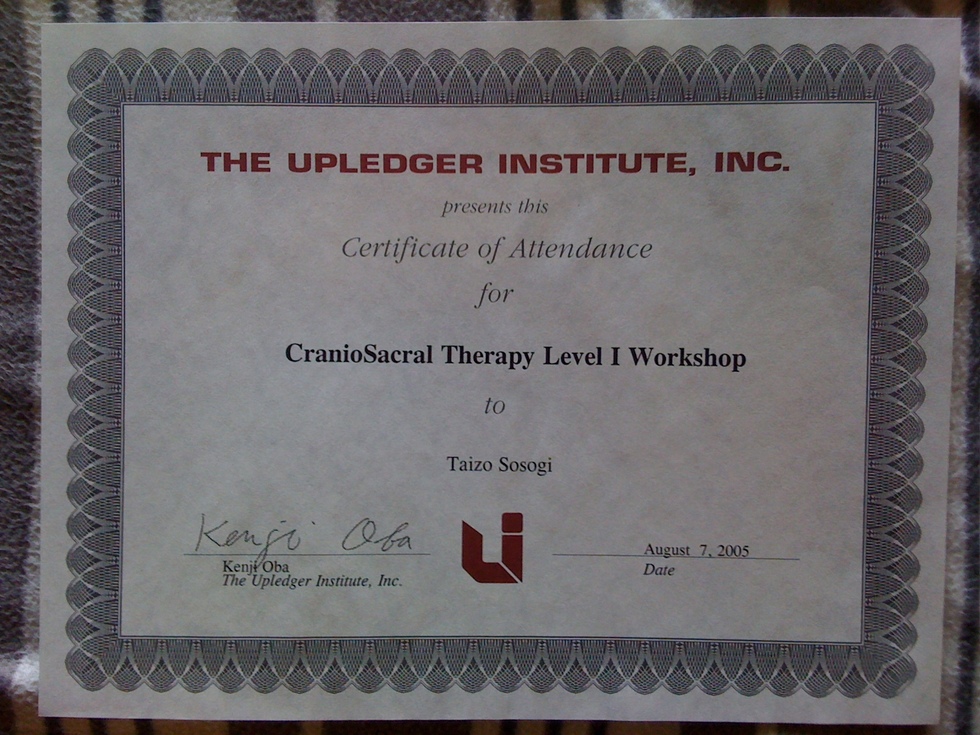 THE UPLEDGER INSTITUTE, INC.
presents this
Certificate of Attendance
for
CranioSacral Therapy Level I Workshop
to
Taizo Sosogi
Kenji Oba
August 7, 2005
Kenji Oba
Date
The Upledger Institute, Inc.